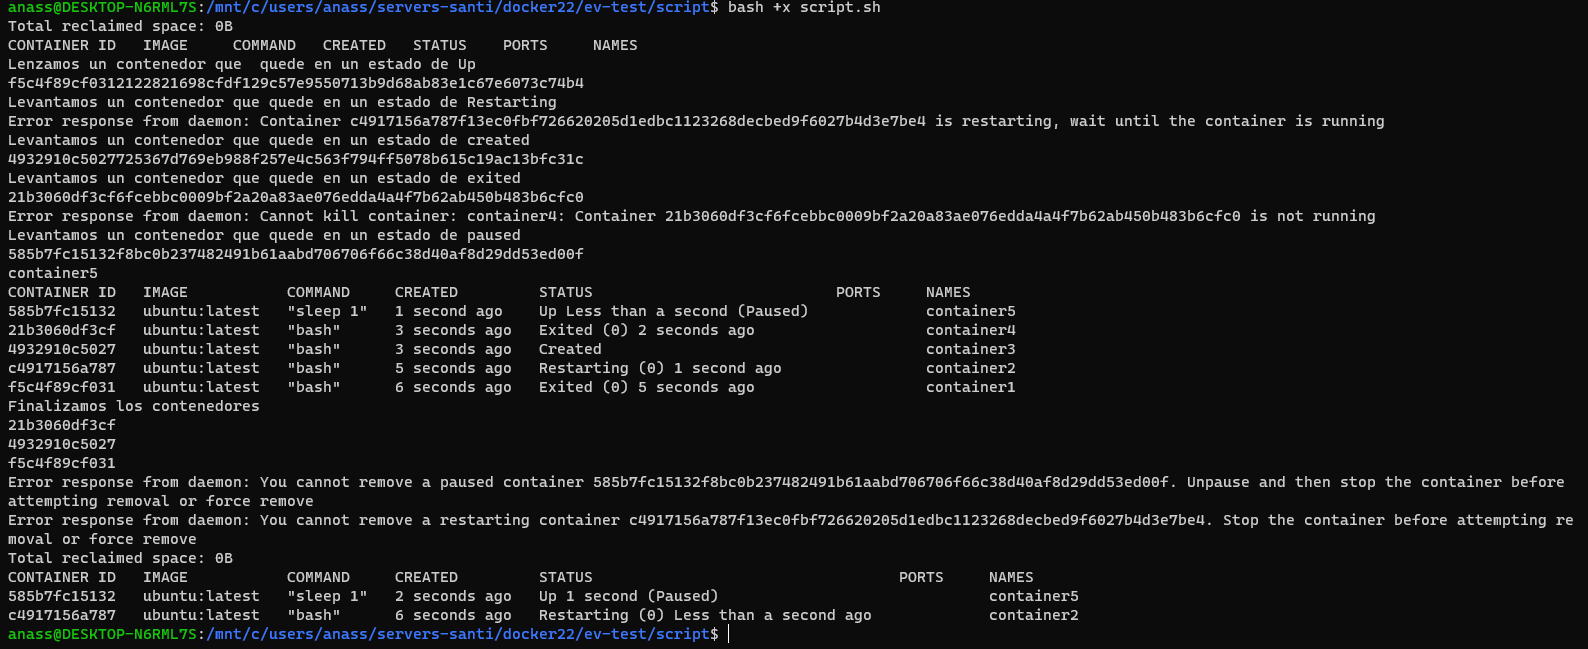 anass@DESKTOP-N6RML7S:/mnt/c/users/anass/servers-santi/docker22/ev-test/script$ bash +x script.sh
Total reclaimed space: 0B
CONTAINER ID   IMAGE     COMMAND   CREATED   STATUS    PORTS     NAMES
Lenzamos un contenedor que  quede en un estado de Up
f5c4f89cf0312122821698cfdf129c57e9550713b9d68ab83e1c67e6073c74b4
Levantamos un contenedor que quede en un estado de Restarting
Error response from daemon: Container c4917156a787f13ec0fbf726620205d1edbc1123268decbed9f6027b4d3e7be4 is restarting, wait until the container is running
Levantamos un contenedor que quede en un estado de created
4932910c5027725367d769eb988f257e4c563f794ff5078b615c19ac13bfc31c
Levantamos un contenedor que quede en un estado de exited
21b3060df3cf6fcebbc0009bf2a20a83ae076edda4a4f7b62ab450b483b6cfc0
Error response from daemon: Cannot kill container: container4: Container 21b3060df3cf6fcebbc0009bf2a20a83ae076edda4a4f7b62ab450b483b6cfc0 is not running
Levantamos un contenedor que quede en un estado de paused
585b7fc15132f8bc0b237482491b61aabd706706f66c38d40af8d29dd53ed00f
container5
CONTAINER ID   IMAGE           COMMAND     CREATED         STATUS                           PORTS     NAMES
585b7fc15132   ubuntu:latest   "sleep 1"   1 second ago    Up Less than a second (Paused)             container5
21b3060df3cf   ubuntu:latest   "bash"      3 seconds ago   Exited (0) 2 seconds ago                   container4
4932910c5027   ubuntu:latest   "bash"      3 seconds ago   Created                                    container3
c4917156a787   ubuntu:latest   "bash"      5 seconds ago   Restarting (0) 1 second ago                container2
f5c4f89cf031   ubuntu:latest   "bash"      6 seconds ago   Exited (0) 5 seconds ago                   container1
Finalizamos los contenedores
21b3060df3cf
4932910c5027
f5c4f89cf031
Error response from daemon: You cannot remove a paused container 585b7fc15132f8bc0b237482491b61aabd706706f66c38d40af8d29dd53ed00f. Unpause and then stop the container before
attempting removal or force remove
Error response from daemon: You cannot remove a restarting container c4917156a787f13ec0fbf726620205d1edbc1123268decbed9f6027b4d3e7be4. Stop the container before attempting re
moval or force remove
Total reclaimed space: 0B
CONTAINER ID   IMAGE           COMMAND     CREATED         STATUS                                  PORTS     NAMES
585b7fc15132   ubuntu:latest   "sleep 1"   2 seconds ago   Up 1 second (Paused)                              container5
c4917156a787   ubuntu:latest   "bash"      6 seconds ago   Restarting (0) Less than a second ago             container2
anass@DESKTOP-N6RML7S:/mnt/c/users/anass/servers-santi/docker22/ev-test/script$